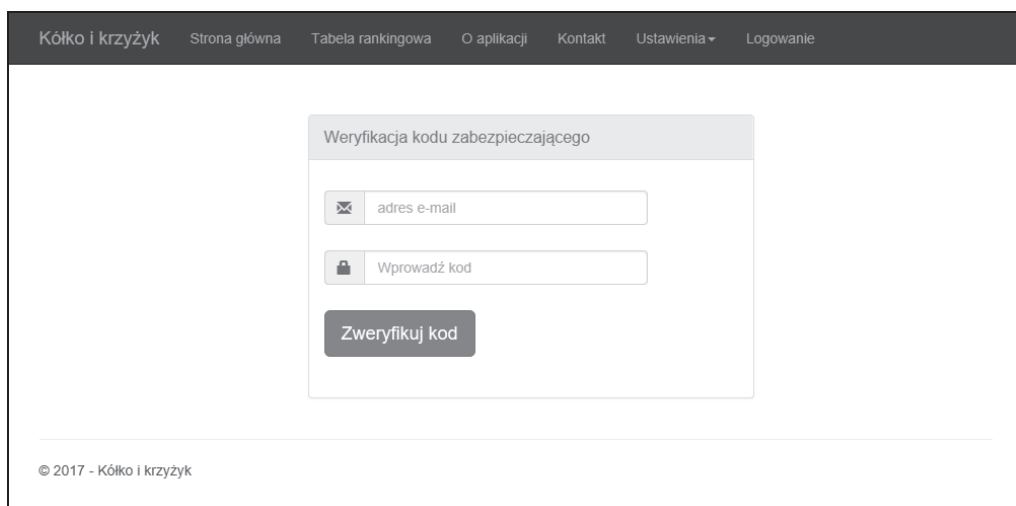 Kółko i krzyżyk Strona główna Tabela rankingowa O aplikacji Kontakt Ustawienia Logowanie
Weryfikacja kodu zabezpieczającego
adres e-mail
Wprowadź kod
Zweryfikuj kod
© 2017 - Kółko i krzyżyk